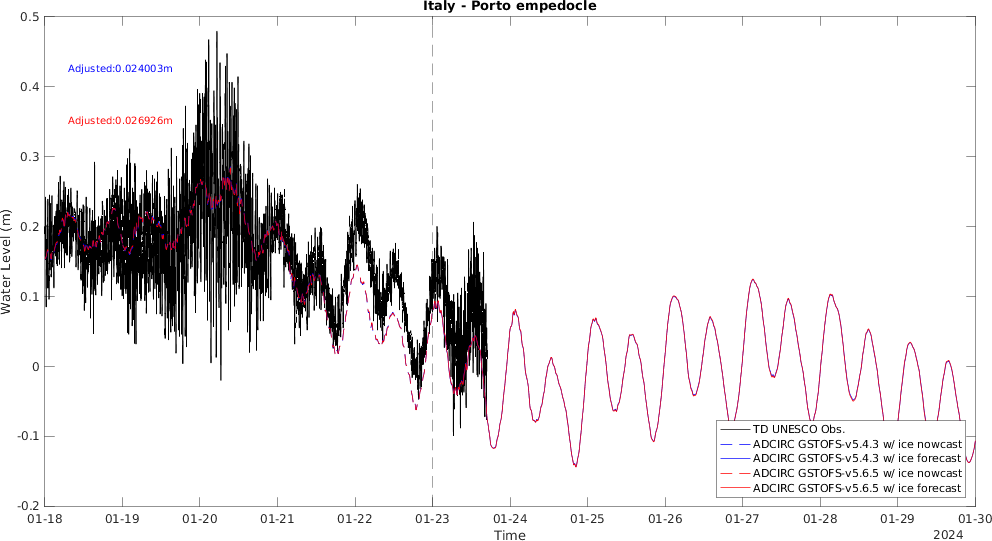 Italy - Porto empedocle
0.5
0.4
0.3
0.2
0.1
0
-0.1
-0.2
Water Level (m)
Adjusted:0.024003m
Adjusted:0.026926m
TD UNESCO Obs.
ADCIRC GSTOFS-v5.4.3 w/ ice nowcast
ADCIRC GSTOFS-v5.4.3 w/ ice forecast
ADCIRC GSTOFS-v5.6.5 w/ ice nowcast
ADCIRC GSTOFS-v5.6.5 w/ ice forecast
01-18 01-19 01-20 01-21 01-22 01-23 01-24 01-25 01-26 01-27 01-28 01-29 01-30
Time
2024